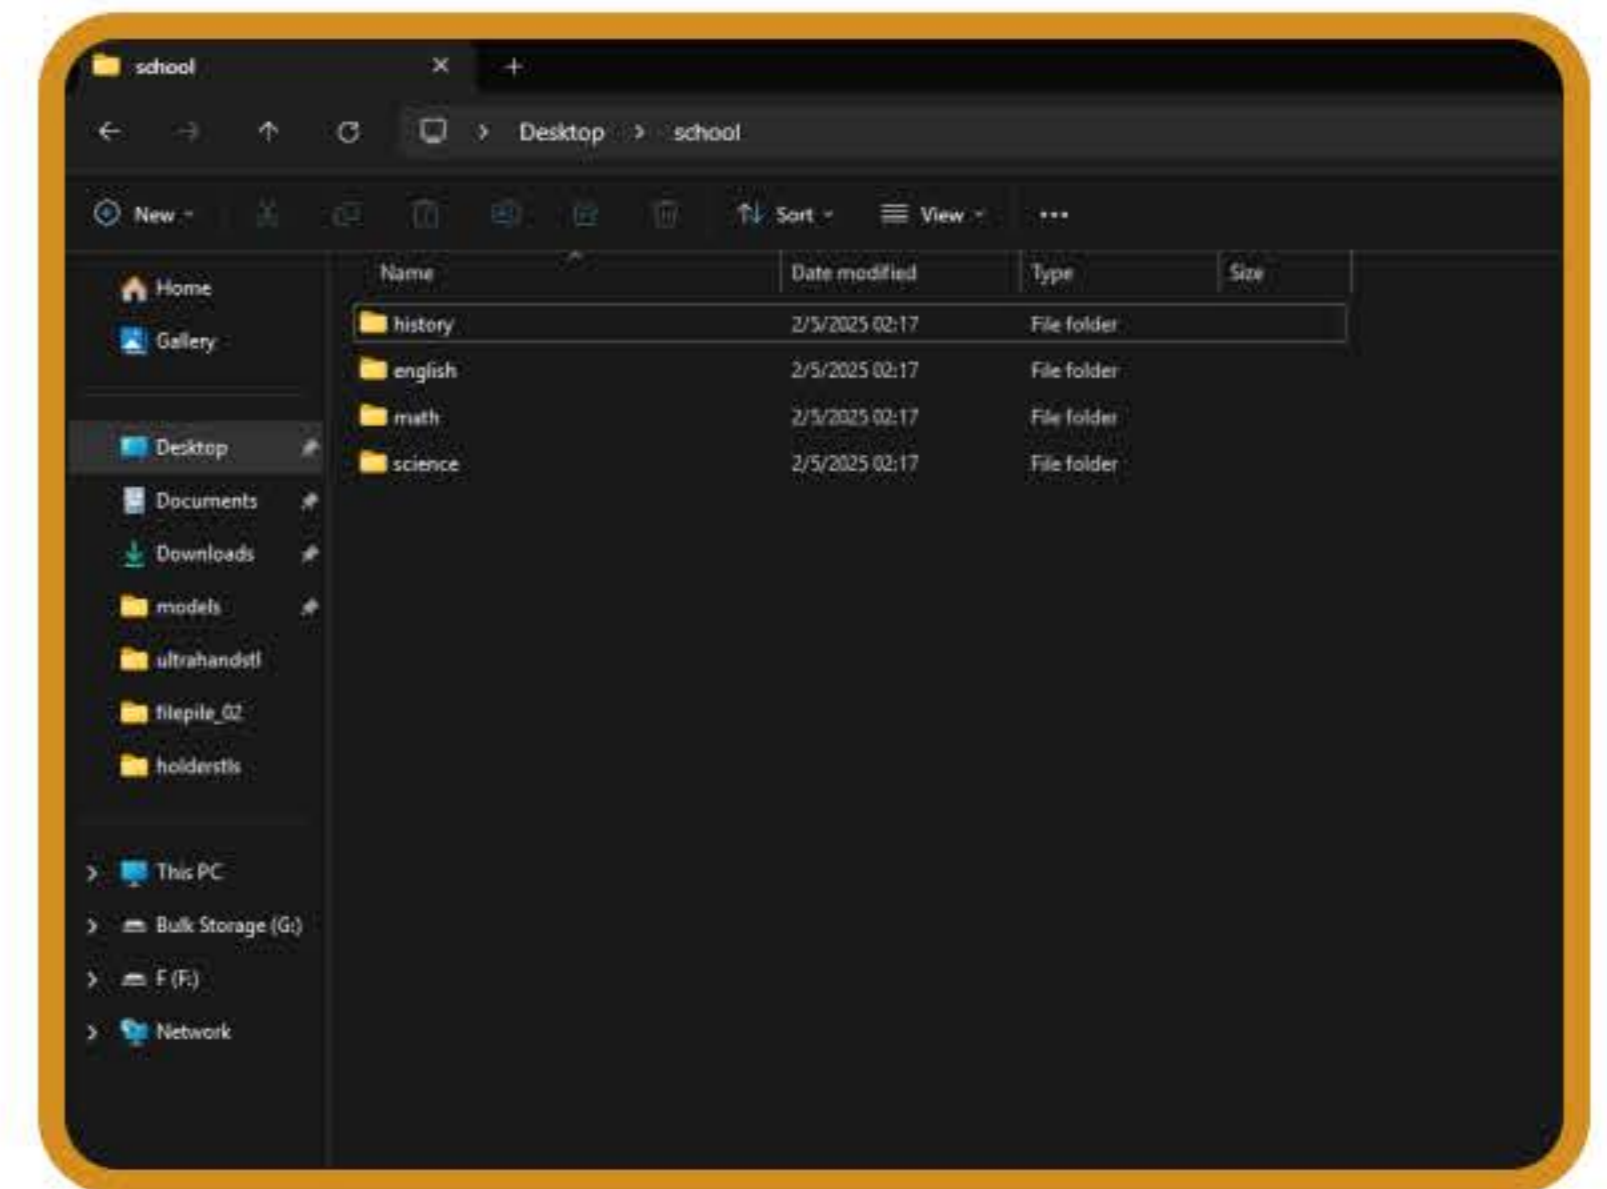 school
Desktop > school
New Sort View ...
Name Date modified Type Size
history 2/5/2025 02:17 File folder
english 2/5/2025 02:17 File folder
math 2/5/2025 02:17 File folder
science 2/5/2025 02:17 File folder
Home
Gallery
Desktop
Documents
Downloads
models
ultrahandstl
filepile_02
holderstls
This PC
Bulk Storage (G:)
F (F:)
Network